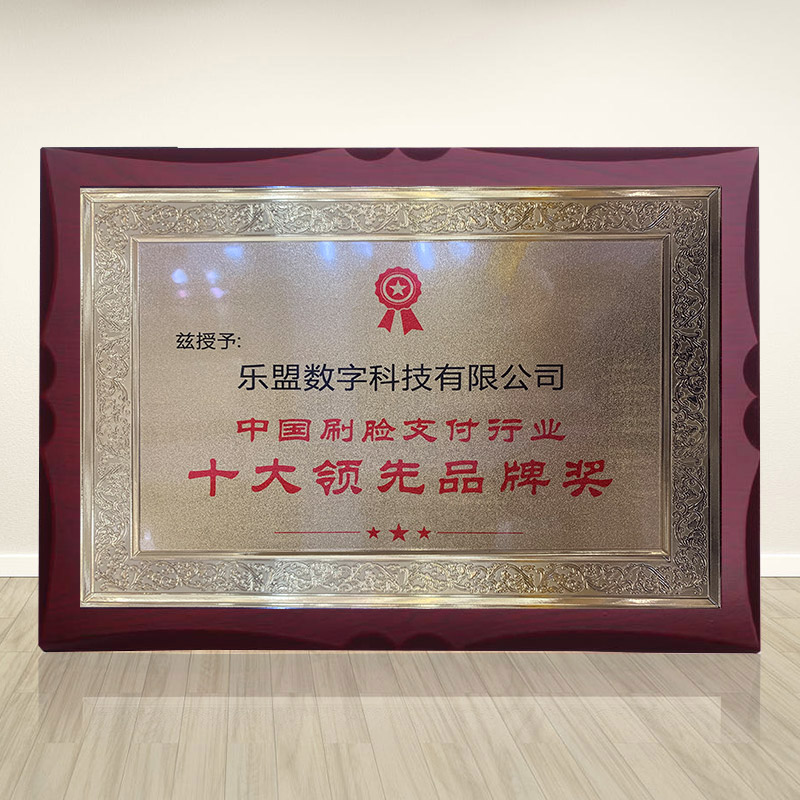 兹授予:
乐盟数字科技有限公司
中国刷脸支付行业
十大领先品牌奖